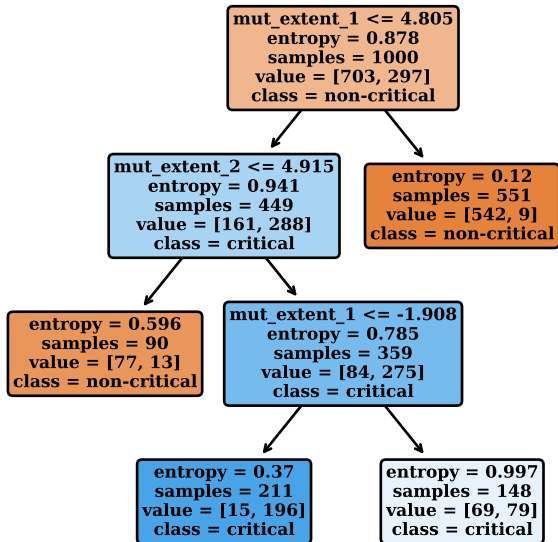 mut_extent_1 <= 4.805
entropy = 0.878
samples = 1000
value = [703, 297]
class = non-critical
mut_extent_2 <= 4.915
entropy = 0.941
samples = 449
value = [161, 288]
class = critical
entropy = 0.12
samples = 551
value = [542, 9]
class = non-critical
entropy = 0.596
samples = 90
value = [77, 13]
class = non-critical
mut_extent_1 <= -1.908
entropy = 0.785
samples = 359
value = [84, 275]
class = critical
entropy = 0.37
samples = 211
value = [15, 196]
class = critical
entropy = 0.997
samples = 148
value = [69, 79]
class = critical